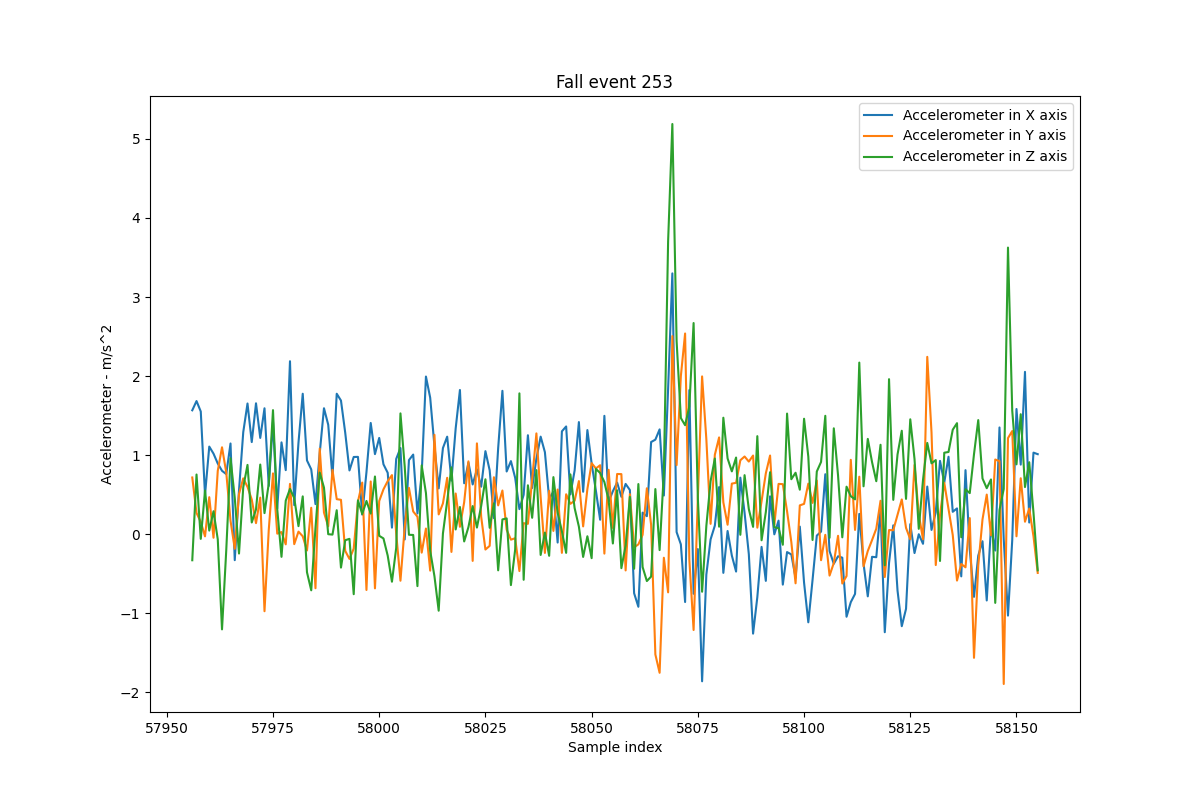 Fall event 253
Accelerometer in X axis
Accelerometer in Y axis
Accelerometer in Z axis
Accelerometer - m/s^2
5
4
3
2
1
0
−1
−2
57950 57975 58000 58025 58050 58075 58100 58125 58150
Sample index